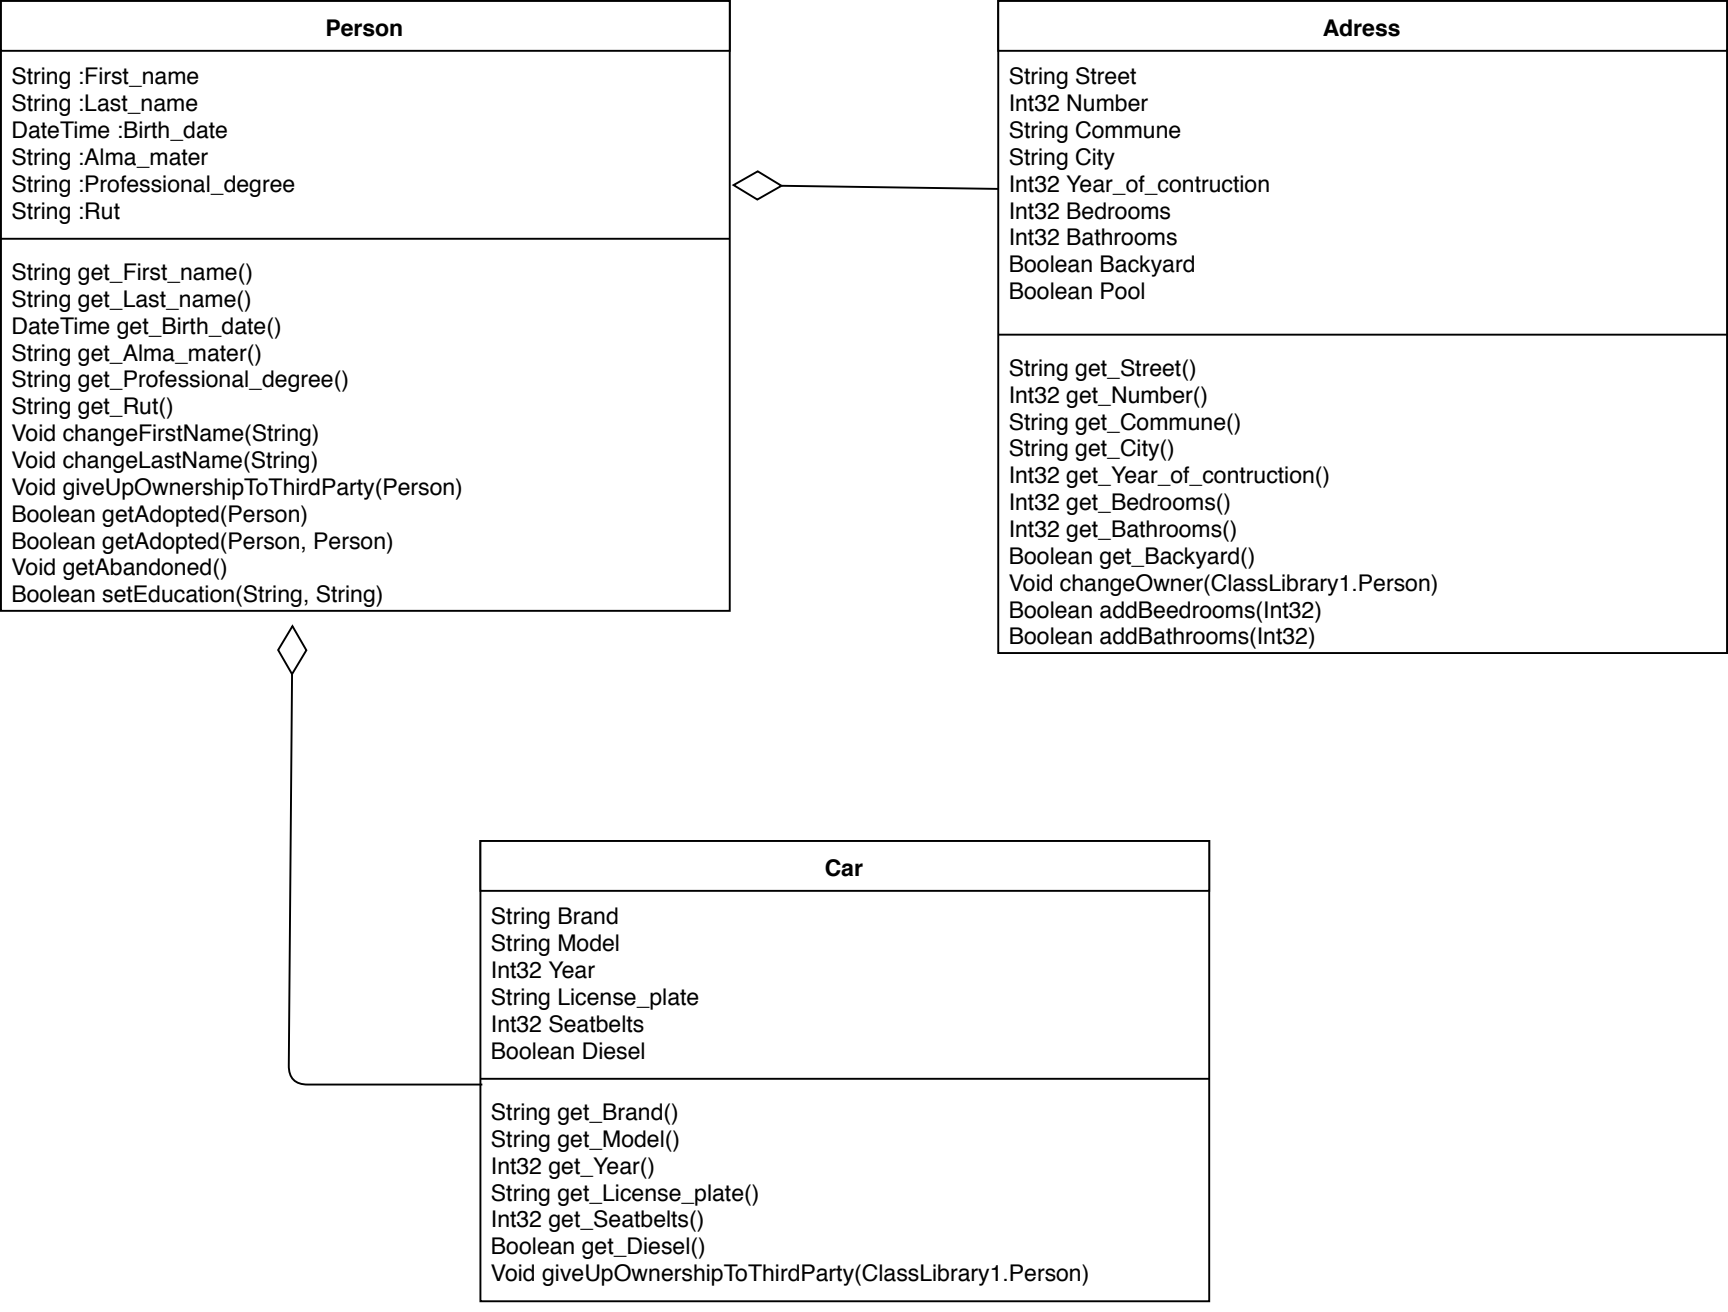 Person
String :First_name
String :Last_name
DateTime :Birth_date
String :Alma_mater
String :Professional_degree
String :Rut
String get_First_name()
String get_Last_name()
DateTime get_Birth_date()
String get_Alma_mater()
String get_Professional_degree()
String get_Rut()
Void changeFirstName(String)
Void changeLastName(String)
Void giveUpOwnershipToThirdParty(Person)
Boolean getAdopted(Person)
Boolean getAdopted(Person, Person)
Void getAbandoned()
Boolean setEducation(String, String)
Adress
String Street
Int32 Number
String Commune
String City
Int32 Year_of_contruction
Int32 Bedrooms
Int32 Bathrooms
Boolean Backyard
Boolean Pool
String get_Street()
Int32 get_Number()
String get_Commune()
String get_City()
Int32 get_Year_of_contruction()
Int32 get_Bedrooms()
Int32 get_Bathrooms()
Boolean get_Backyard()
Void changeOwner(ClassLibrary1.Person)
Boolean addBeedrooms(Int32)
Boolean addBathrooms(Int32)
Car
String Brand
String Model
Int32 Year
String License_plate
Int32 Seatbelts
Boolean Diesel
String get_Brand()
String get_Model()
Int32 get_Year()
String get_License_plate()
Int32 get_Seatbelts()
Boolean get_Diesel()
Void giveUpOwnershipToThirdParty(ClassLibrary1.Person)